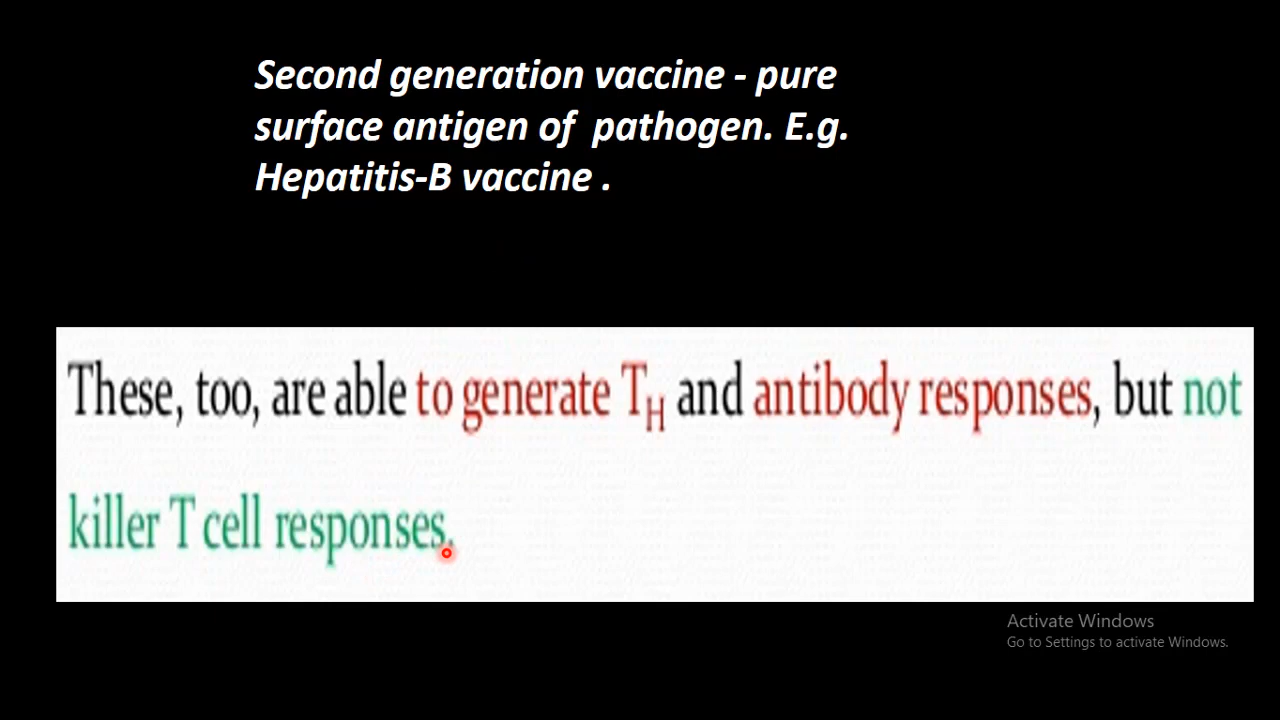 Second generation vaccine - pure
surface antigen of pathogen. E.g.
Hepatitis-B vaccine .
These, too, are able to generate TH and antibody responses, but not
killer T cell responses.
Activate Windows
Go to Settings to activate Windows.